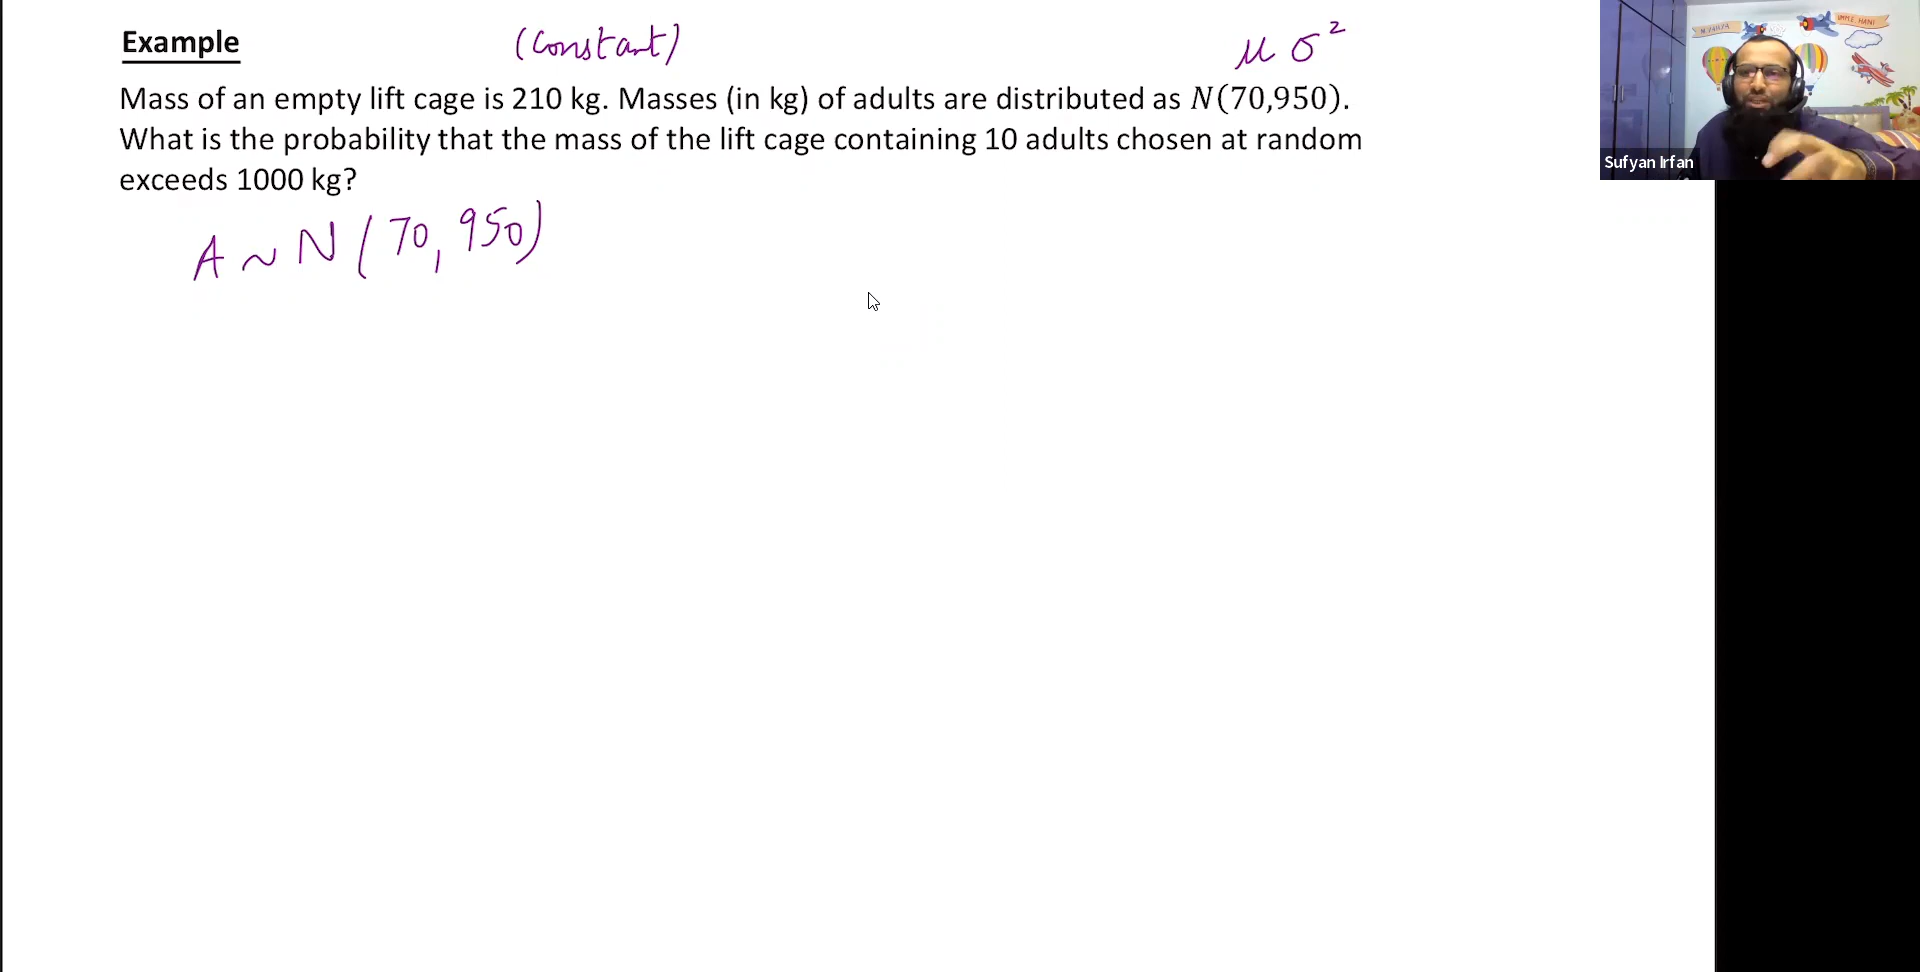 Example
(Constant)
μ σ²
Mass of an empty lift cage is 210 kg. Masses (in kg) of adults are distributed as N(70,950).
What is the probability that the mass of the lift cage containing 10 adults chosen at random
exceeds 1000 kg?
A ~ N(70, 950)
Sufyan Irfan